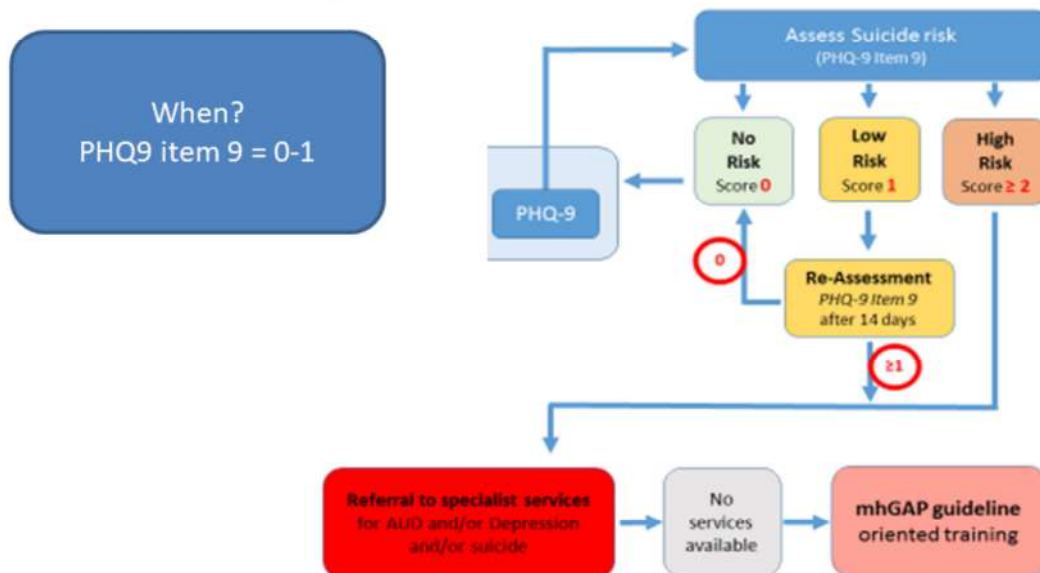 When?
PHQ9 item 9 = 0-1
Assess Suicide risk
(PHQ-9 Item 9)
No
Risk
Score 0
Low
Risk
Score 1
High
Risk
Score ≥ 2
PHQ-9
0
Re-Assessment
PHQ-9 Item 9
after 14 days
≥1
Referral to specialist services
for AUD and/or Depression
and/or suicide
No
services
available
mhGAP guideline
oriented training